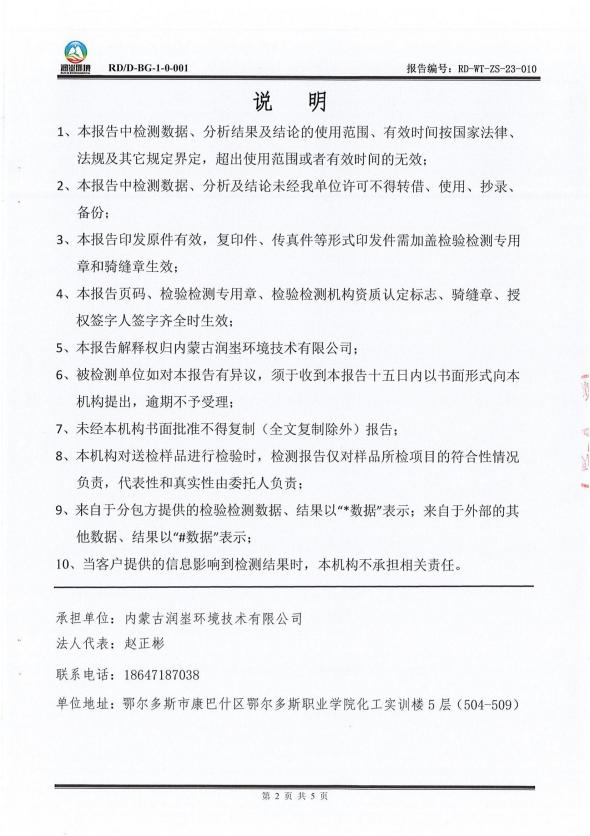 润埊环境
RD/D-BG-1-0-001
报告编号：RD-WT-ZS-23-010
说 明
1、本报告中检测数据、分析结果及结论的使用范围、有效时间按国家法律、
法规及其它规定界定，超出使用范围或者有效时间的无效；
2、本报告中检测数据、分析及结论未经我单位许可不得转借、使用、抄录、
备份；
3、本报告印发原件有效，复印件、传真件等形式印发件需加盖检验检测专用
章和骑缝章生效；
4、本报告页码、检验检测专用章、检验检测机构资质认定标志、骑缝章、授
权签字人签字齐全时生效；
5、本报告解释权归内蒙古润埊环境技术有限公司；
6、被检测单位如对本报告有异议，须于收到本报告十五日内以书面形式向本
机构提出，逾期不予受理；
7、未经本机构书面批准不得复制（全文复制除外）报告；
8、本机构对送检样品进行检验时，检测报告仅对样品所检项目的符合性情况
负责，代表性和真实性由委托人负责；
9、来自于分包方提供的检验检测数据、结果以“*数据”表示；来自于外部的其
他数据、结果以“#数据”表示；
10、当客户提供的信息影响到检测结果时，本机构不承担相关责任。
承担单位：内蒙古润埊环境技术有限公司
法人代表：赵正彬
联系电话：18647187038
单位地址：鄂尔多斯市康巴什区鄂尔多斯职业学院化工实训楼 5 层（504-509）
第 2 页 共 5 页